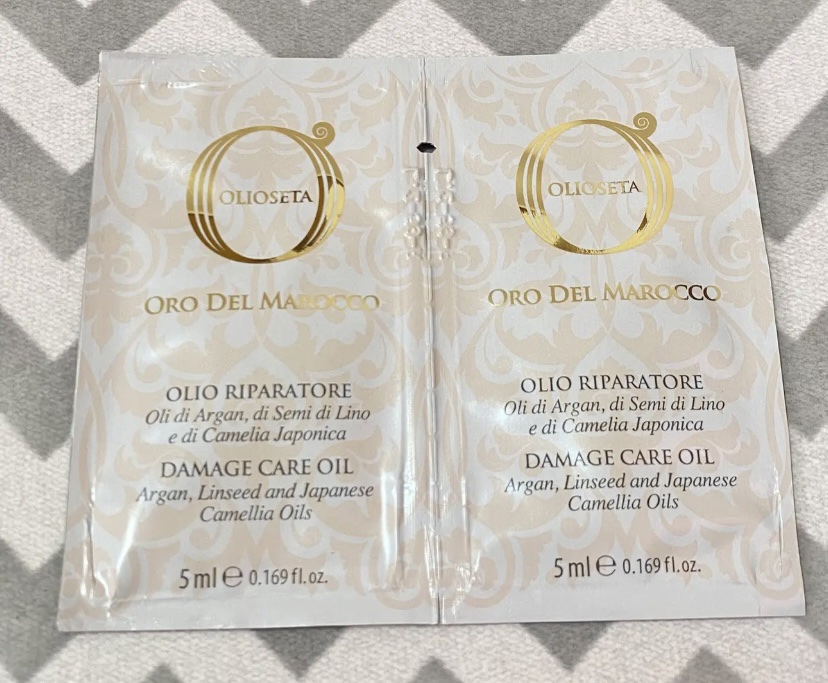 OLIOSETA
ORO DEL MAROCCO
OLIO RIPARATORE
Oli di Argan, di Semi di Lino
e di Camelia Japonica
DAMAGE CARE OIL
Argan, Linseed and Japanese
Camellia Oils
5 ml ℮ 0.169 fl. oz.
OLIOSETA
ORO DEL MAROCCO
OLIO RIPARATORE
Oli di Argan, di Semi di Lino
e di Camelia Japonica
DAMAGE CARE OIL
Argan, Linseed and Japanese
Camellia Oils
5 ml ℮ 0.169 fl. oz.